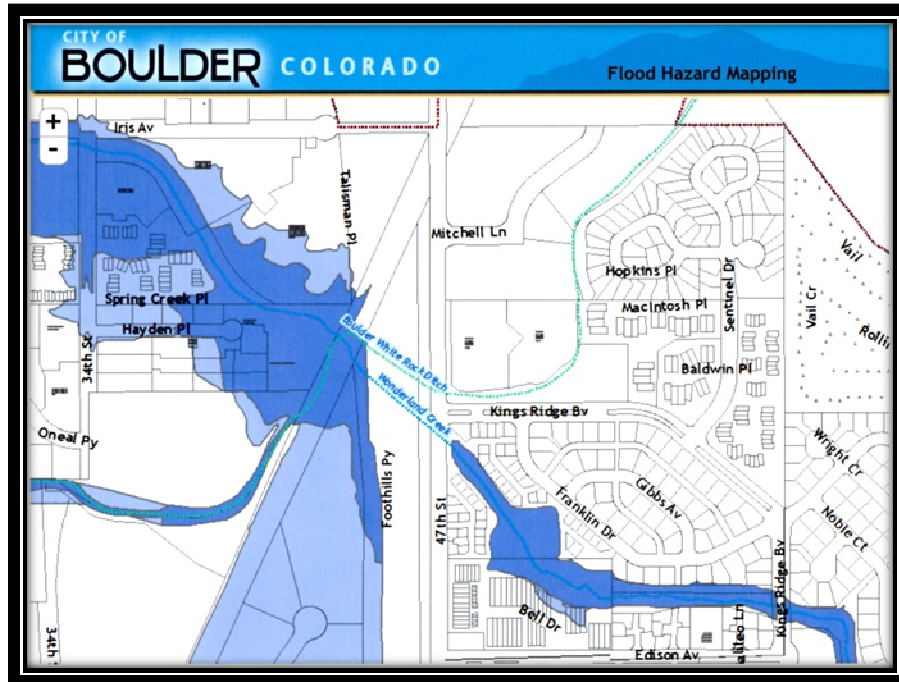 CITY OF
BOULDER COLORADO
Flood Hazard Mapping
+
-
Iris Av
Talisman Pl
Mitchell Ln
Vail
Hopkins Pl
Sentinel Dr
Vail Cr
Spring Creek Pl
MacIntosh Pl
Hayden Pl
Boulder White Rock Ditch
34th St
Baldwin Pl
Wonderland Creek
Kings Ridge Bv
Oneal Py
Wright Cr
Foothills Py
47th St
Gibbs Av
Franklin Dr
Noble Ct
Kings Ridge Bv
Bell Dr
34th
Edison Av